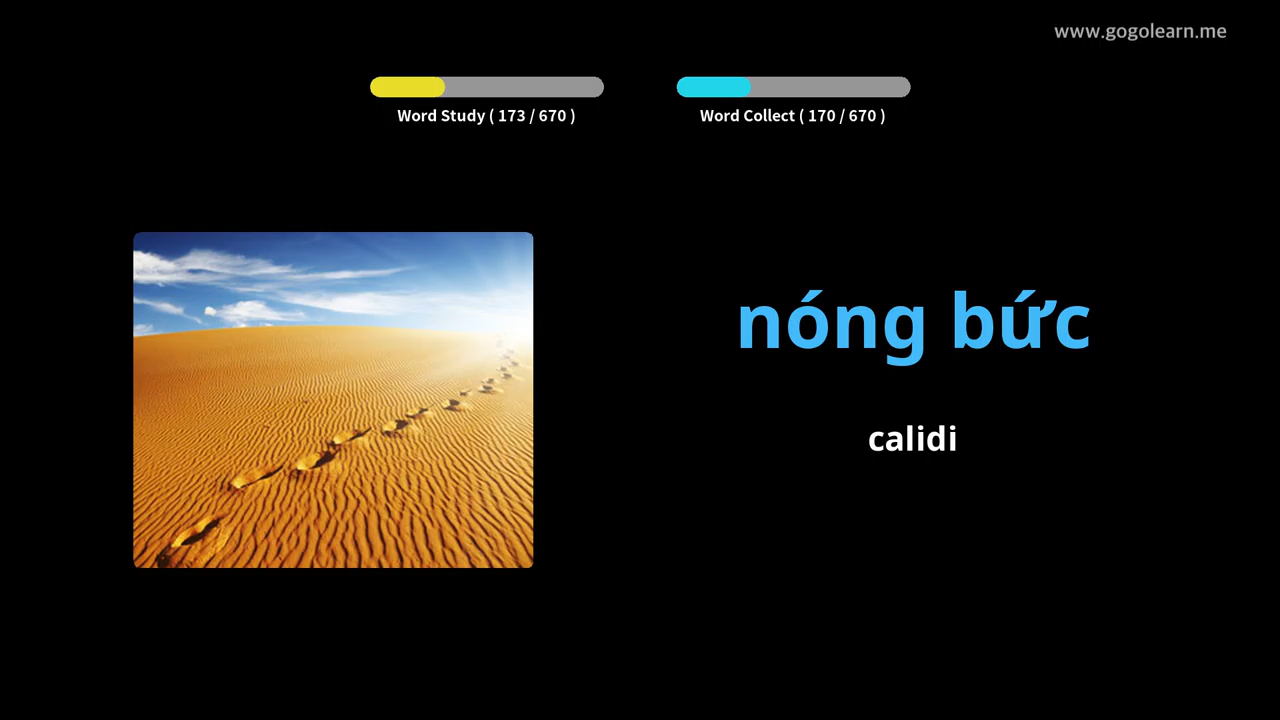 www.gogolearn.me
Word Study ( 173 / 670 )
Word Collect ( 170 / 670 )
nóng bức
calidi